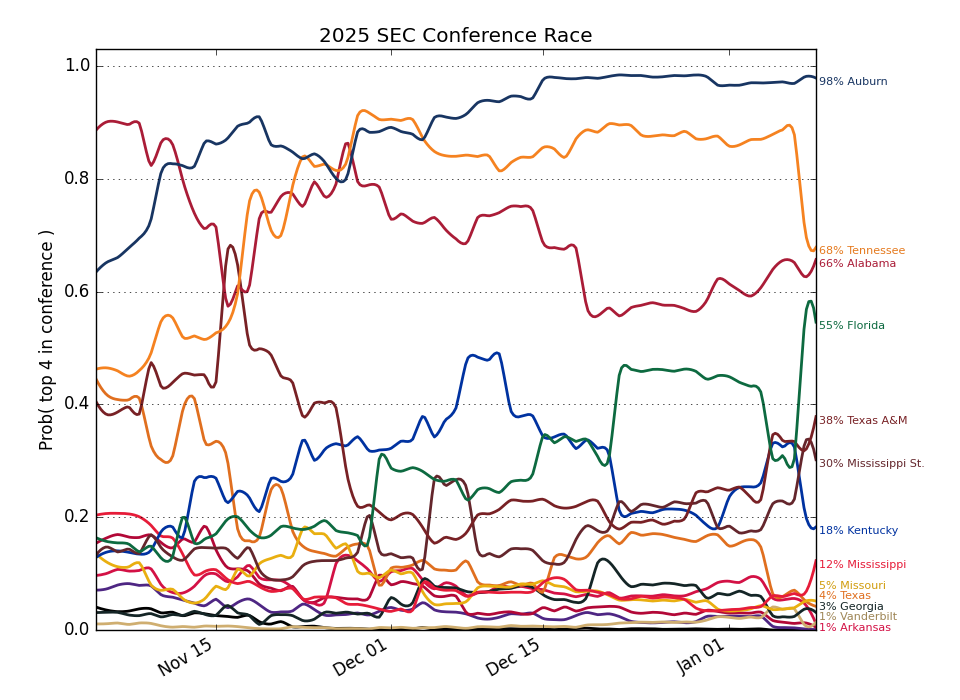 2025 SEC Conference Race
Prob( top 4 in conference )
1.0
0.8
0.6
0.4
0.2
0.0
Nov 15
Dec 01
Dec 15
Jan 01
98% Auburn
68% Tennessee
66% Alabama
55% Florida
38% Texas A&M
30% Mississippi St.
18% Kentucky
12% Mississippi
5% Missouri
4% Texas
3% Georgia
1% Vanderbilt
1% Arkansas